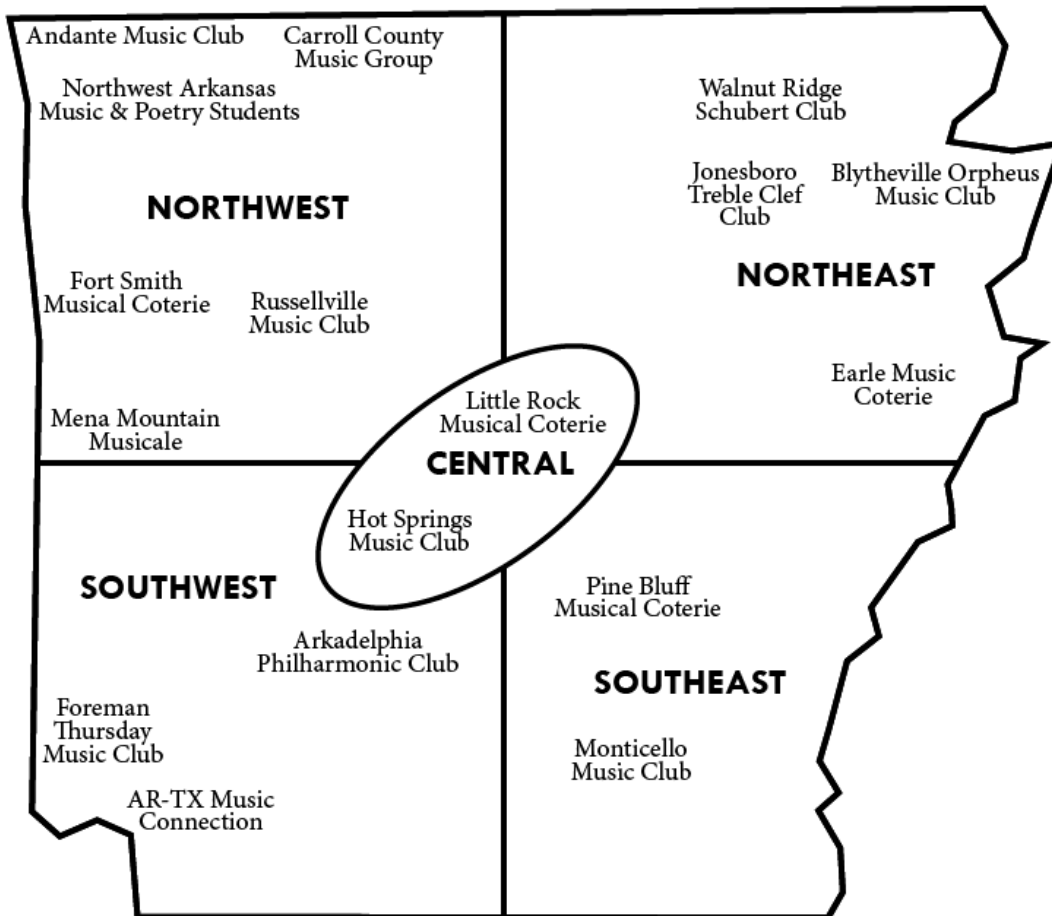 Andante Music Club
Carroll County
Music Group
Northwest Arkansas
Music & Poetry Students
NORTHWEST
Fort Smith
Musical Coterie
Russellville
Music Club
Mena Mountain
Musicale
Walnut Ridge
Schubert Club
Jonesboro
Treble Clef
Club
Blytheville Orpheus
Music Club
NORTHEAST
Earle Music
Coterie
Little Rock
Musical Coterie
CENTRAL
Hot Springs
Music Club
SOUTHWEST
Arkadelphia
Philharmonic Club
Foreman
Thursday
Music Club
AR-TX Music
Connection
Pine Bluff
Musical Coterie
SOUTHEAST
Monticello
Music Club